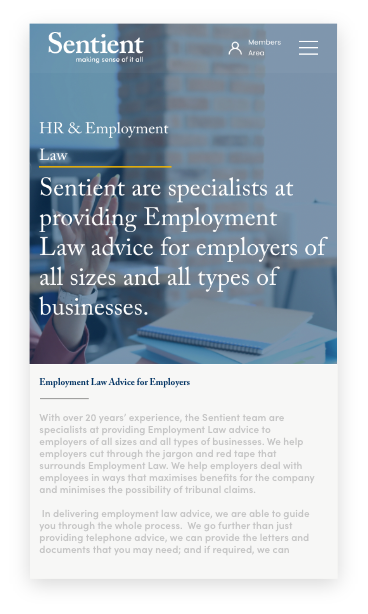 Sentient
making sense of it all
Members
Area
HR & Employment
Law
Sentient are specialists at
providing Employment
Law advice for employers of
all sizes and all types of
businesses.
Employment Law Advice for Employers
With over 20 years' experience, the Sentient team are
specialists at providing Employment Law advice to
employers of all sizes and all types of businesses. We help
employers cut through the jargon and red tape that
surrounds Employment Law. We help employers deal with
employees in ways that maximises benefits for the company
and minimises the possibility of tribunal claims.
In delivering employment law advice, we are able to guide
you through the whole process. We go further than just
providing telephone advice, we can provide the letters and
documents that you may need; and if required, we can